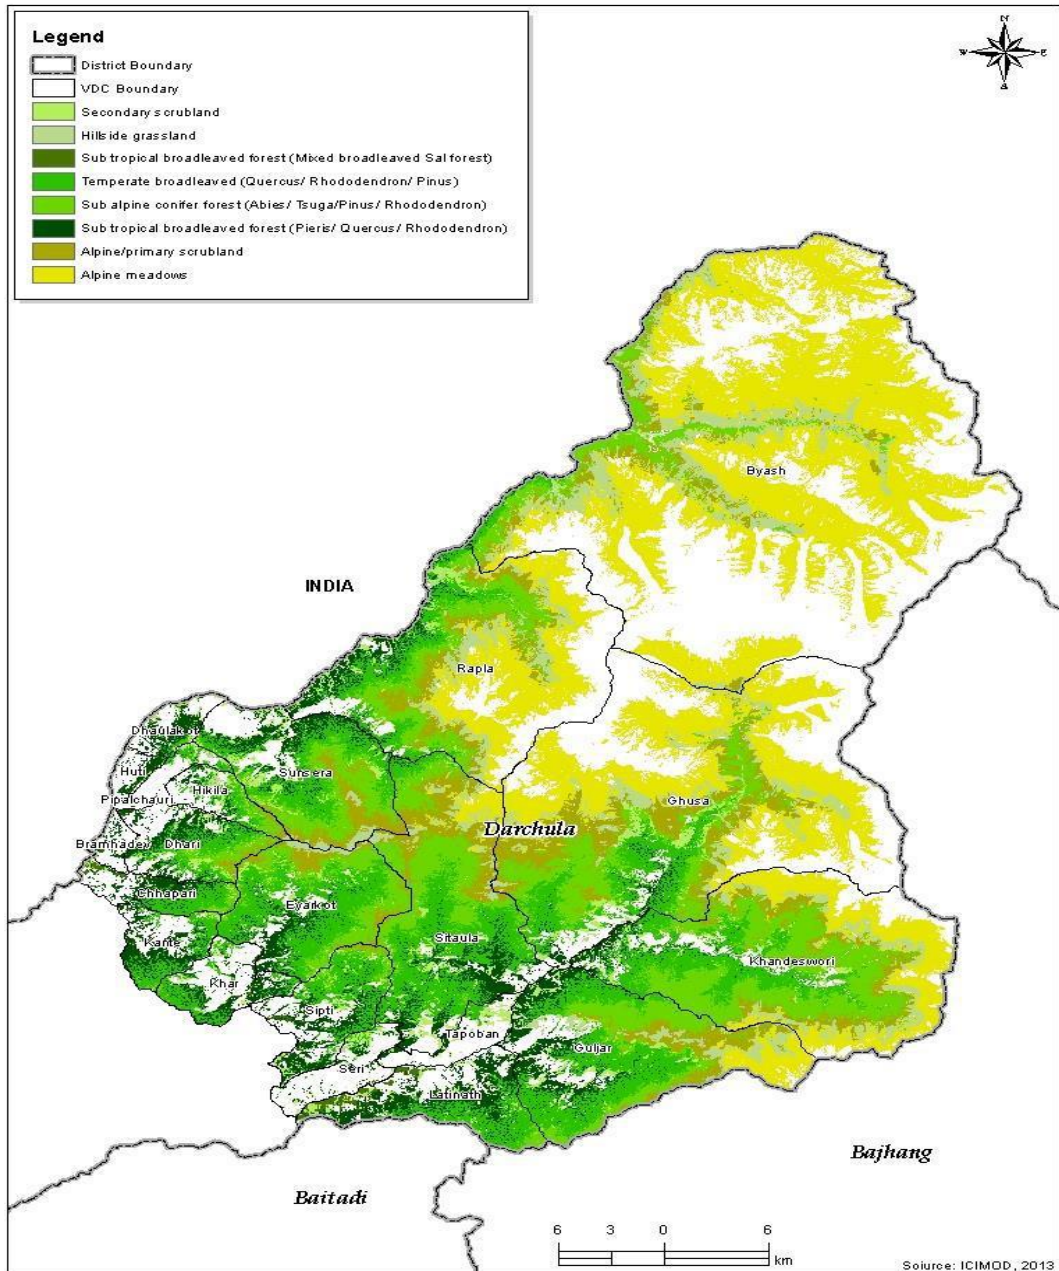 Legend
District Boundary
VDC Boundary
Secondary scrubland
Hillside grassland
Sub tropical broadleaved forest (Mixed broadleaved Sal forest)
Temperate broadleaved (Quercus/ Rhododendron/ Pinus)
Sub alpine conifer forest (Abies/ Tsuga/Pinus/ Rhododendron)
Sub tropical broadleaved forest (Pieris/ Quercus/ Rhododendron)
Alpine/primary scrubland
Alpine meadows
N
W E
Byash
INDIA
Rapla
Dhaulakot
Sunsera
Huti
Hikila
Pipalchauri
Ghusa
Darchula
Bramhadev
Dhari
Chhapari
Eyarkot
Sitaula
Kante
Khandeswori
Khar
Sipti
Tapoban
Guljar
Seri
Latinath
Bajhang
Baitadi
6 3 0 6
km
Soiurce: ICIMOD, 2013